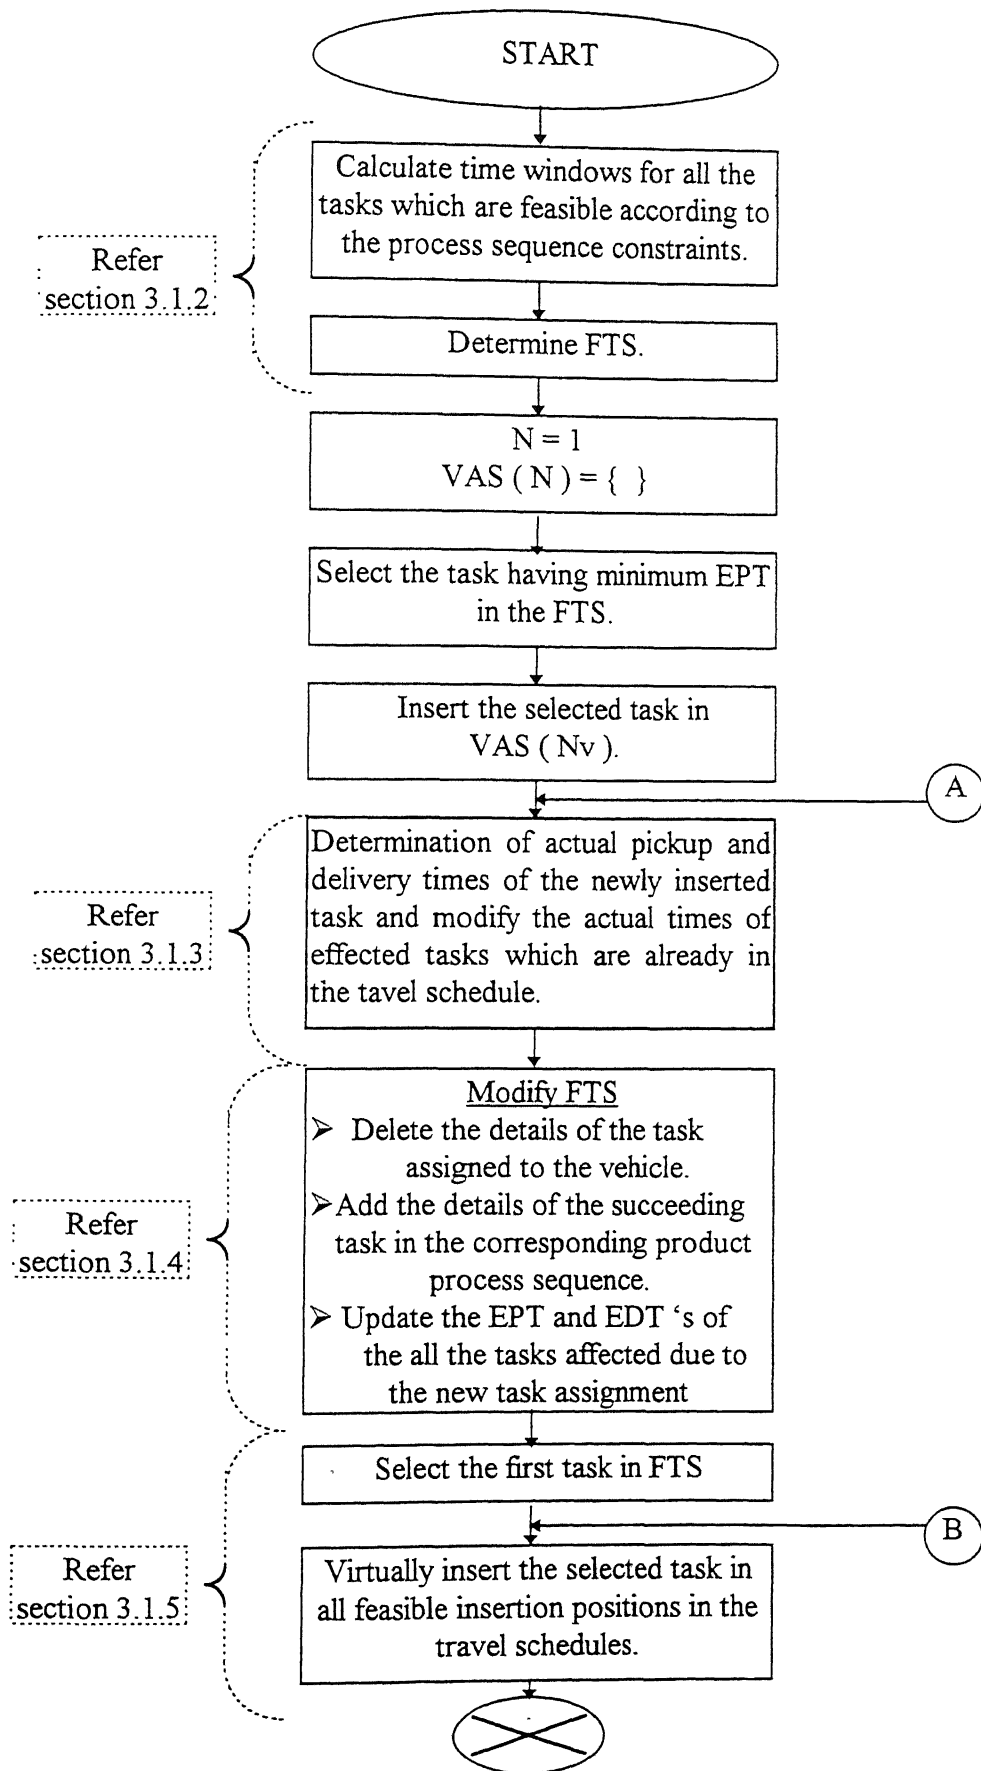 START
Calculate time windows for all the
tasks which are feasible according to
the process sequence constraints.
Refer
section 3.1.2
Determine FTS.
N = 1
VAS ( N ) = { }
Select the task having minimum EPT
in the FTS.
Insert the selected task in
VAS ( Nv ).
A
Determination of actual pickup and
delivery times of the newly inserted
task and modify the actual times of
effected tasks which are already in
the tavel schedule.
Refer
section 3.1.3
Modify FTS
➢ Delete the details of the task
assigned to the vehicle.
➢ Add the details of the succeeding
task in the corresponding product
process sequence.
➢ Update the EPT and EDT ‘s of
the all the tasks affected due to
the new task assignment
Refer
section 3.1.4
Select the first task in FTS
B
Virtually insert the selected task in
all feasible insertion positions in the
travel schedules.
Refer
section 3.1.5